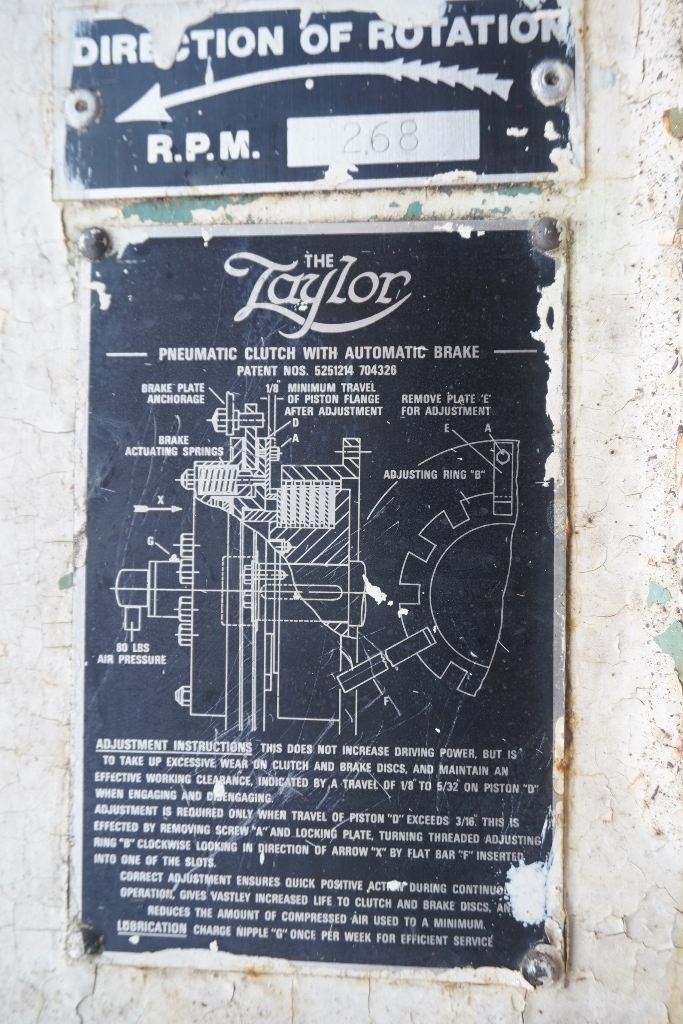 DIRECTION OF ROTATION
R.P.M. 268
THE
Taylor
PNEUMATIC CLUTCH WITH AUTOMATIC BRAKE
PATENT NOS. 5251214 704326
BRAKE PLATE
ANCHORAGE
1/8" MINIMUM TRAVEL
OF PISTON FLANGE
AFTER ADJUSTMENT
REMOVE PLATE 'E'
FOR ADJUSTMENT
D
A
E A
BRAKE
ACTUATING SPRINGS
ADJUSTING RING "B"
X
G
80 LBS
AIR PRESSURE
F
ADJUSTMENT INSTRUCTIONS THIS DOES NOT INCREASE DRIVING POWER, BUT IS
TO TAKE UP EXCESSIVE WEAR ON CLUTCH AND BRAKE DISCS, AND MAINTAIN AN
EFFECTIVE WORKING CLEARANCE, INDICATED BY A TRAVEL OF 1/8" TO 5/32" ON PISTON "D"
WHEN ENGAGING AND DISENGAGING.
ADJUSTMENT IS REQUIRED ONLY WHEN TRAVEL OF PISTON "D" EXCEEDS 3/16. THIS IS
EFFECTED BY REMOVING SCREW "A" AND LOCKING PLATE, TURNING THREADED ADJUSTING
RING "B" CLOCKWISE LOOKING IN DIRECTION OF ARROW "X" BY FLAT BAR "F" INSERTED
INTO ONE OF THE SLOTS.
CORRECT ADJUSTMENT ENSURES QUICK POSITIVE ACTION DURING CONTINUOUS
OPERATION, GIVES VASTLEY INCREASED LIFE TO CLUTCH AND BRAKE DISCS, AND
REDUCES THE AMOUNT OF COMPRESSED AIR USED TO A MINIMUM.
LUBRICATION CHARGE NIPPLE "G" ONCE PER WEEK FOR EFFICIENT SERVICE